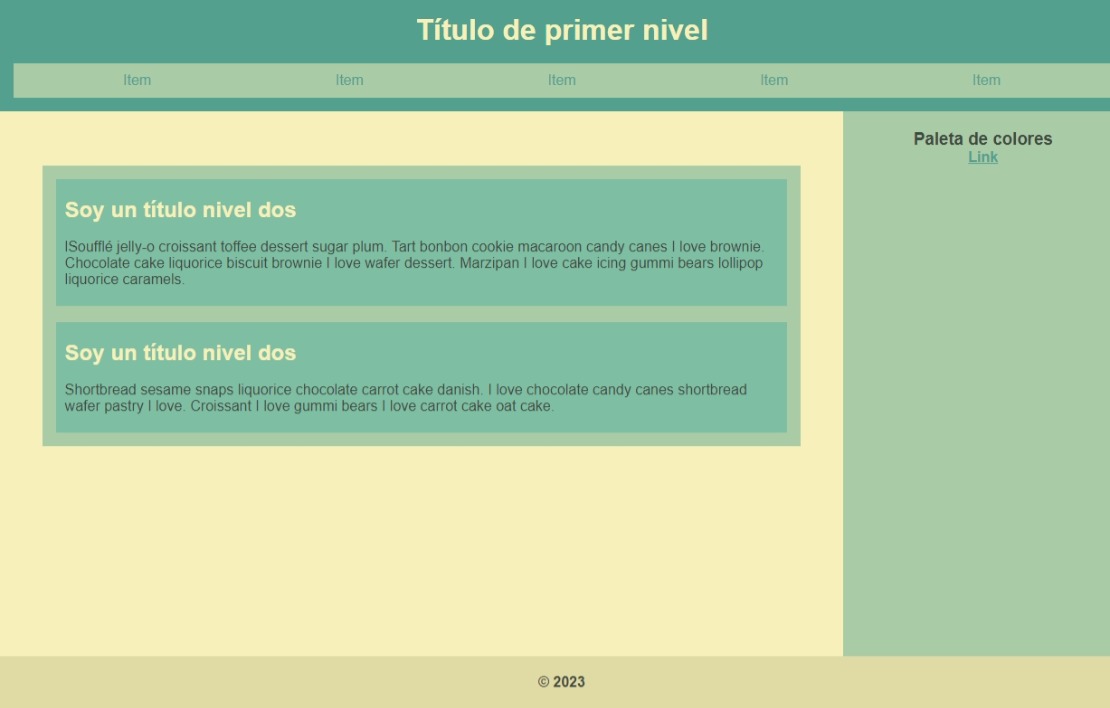 Título de primer nivel
Item Item Item Item Item
Soy un título nivel dos
ISoufflé jelly-o croissant toffee dessert sugar plum. Tart bonbon cookie macaroon candy canes I love brownie.
Chocolate cake liquorice biscuit brownie I love wafer dessert. Marzipan I love cake icing gummi bears lollipop
liquorice caramels.
Soy un título nivel dos
Shortbread sesame snaps liquorice chocolate carrot cake danish. I love chocolate candy canes shortbread
wafer pastry I love. Croissant I love gummi bears I love carrot cake oat cake.
Paleta de colores
Link
© 2023